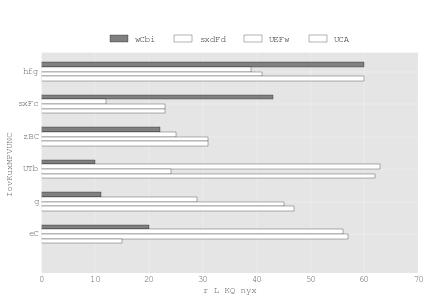 wCbi sxdFd UEFw UCA
hfg
sxFc
zBC
UTb
g
eC
IovKuxMPVUNC
0 10 20 30 40 50 60 70
r L KQ nyx